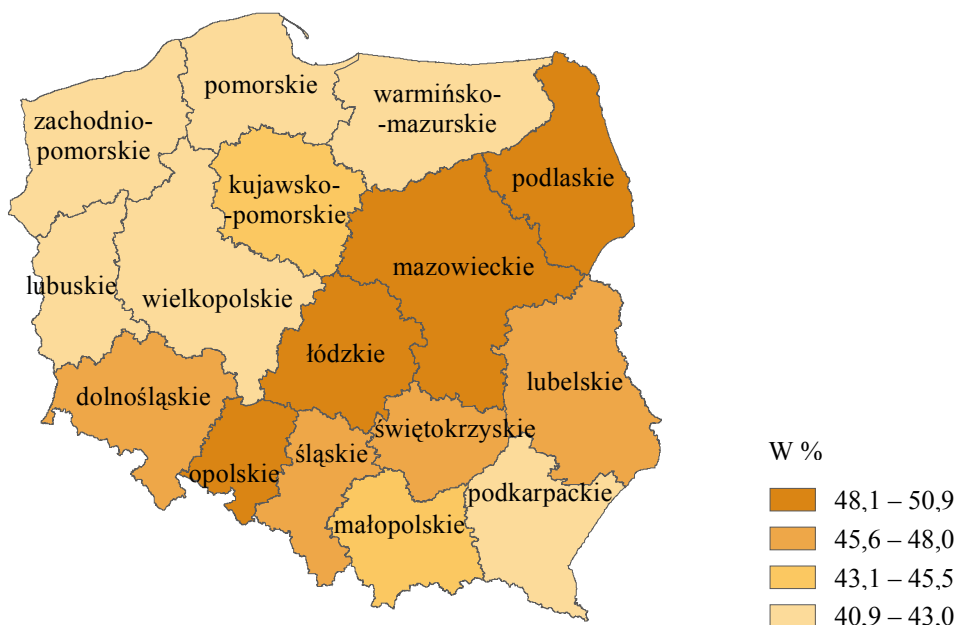 pomorskie
warmińsko-
-mazurskie
zachodnio-
pomorskie
podlaskie
kujawsko-
-pomorskie
mazowieckie
lubuskie
wielkopolskie
łódzkie
lubelskie
dolnośląskie
świętokrzyskie
śląskie
opolskie
podkarpackie
małopolskie
W %
48,1 – 50,9
45,6 – 48,0
43,1 – 45,5
40,9 – 43,0